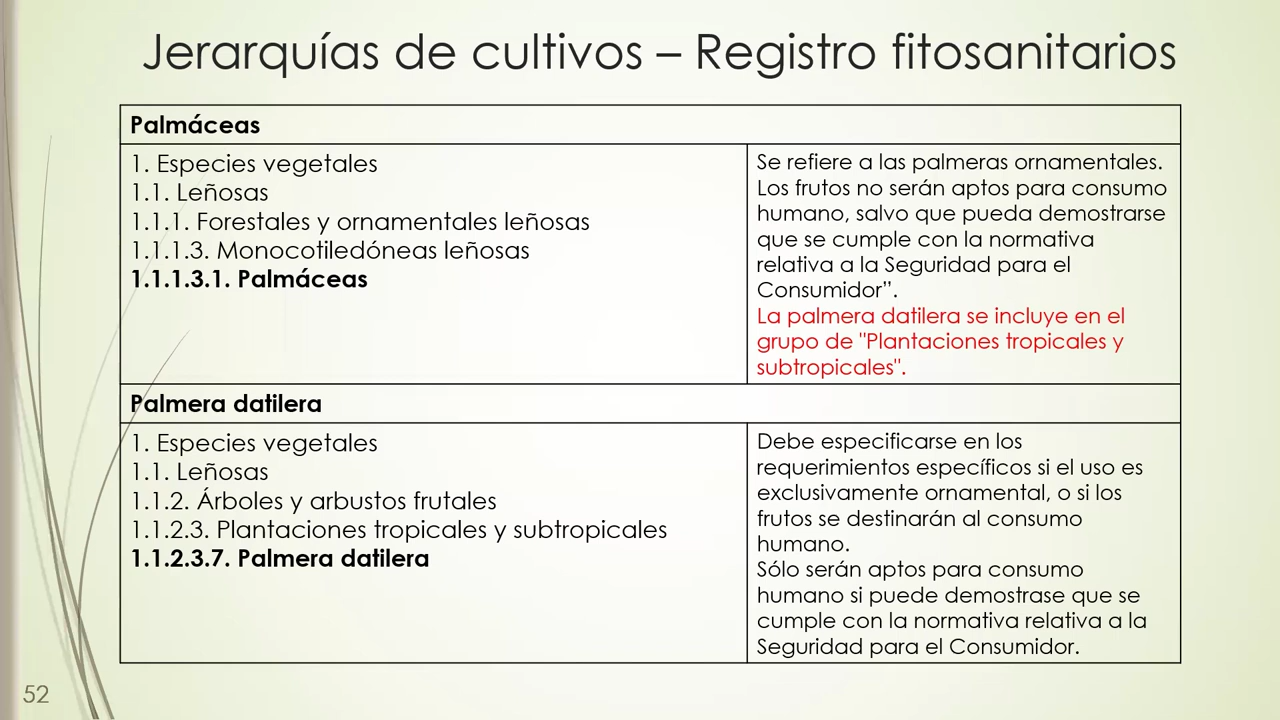 Jerarquías de cultivos – Registro fitosanitarios
Palmáceas
1. Especies vegetales
1.1. Leñosas
1.1.1. Forestales y ornamentales leñosas
1.1.1.3. Monocotiledóneas leñosas
1.1.1.3.1. Palmáceas
Se refiere a las palmeras ornamentales.
Los frutos no serán aptos para consumo
humano, salvo que pueda demostrarse
que se cumple con la normativa
relativa a la Seguridad para el
Consumidor”.
La palmera datilera se incluye en el
grupo de "Plantaciones tropicales y
subtropicales".
Palmera datilera
1. Especies vegetales
1.1. Leñosas
1.1.2. Árboles y arbustos frutales
1.1.2.3. Plantaciones tropicales y subtropicales
1.1.2.3.7. Palmera datilera
Debe especificarse en los
requerimientos específicos si el uso es
exclusivamente ornamental, o si los
frutos se destinarán al consumo
humano.
Sólo serán aptos para consumo
humano si puede demostrase que se
cumple con la normativa relativa a la
Seguridad para el Consumidor.
52